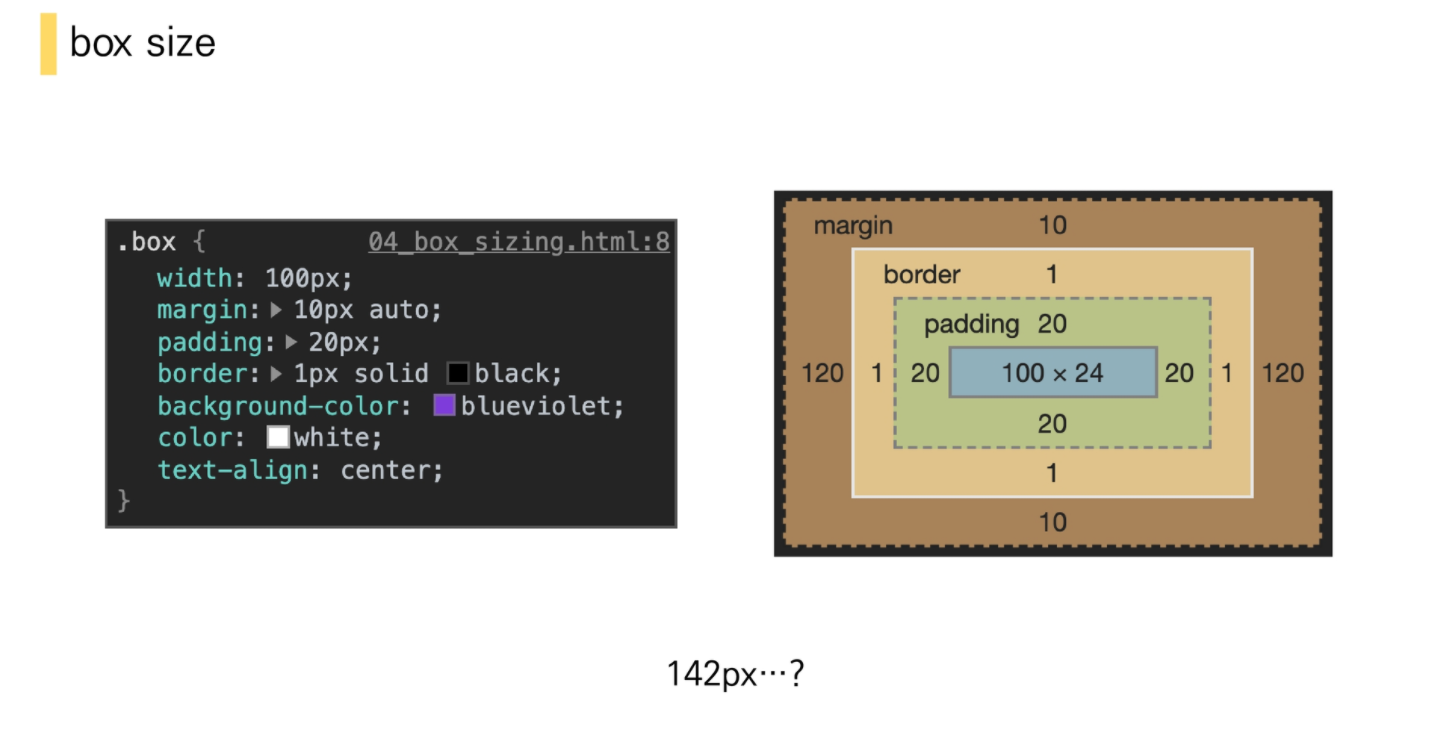 box size
.box { 04_box_sizing.html:8
width: 100px;
margin: ▶ 10px auto;
padding: ▶ 20px;
border: ▶ 1px solid black;
background-color: blueviolet;
color: white;
text-align: center;
}
margin 10
border 1
padding 20
120 1 20 100 × 24 20 1 120
20
1
10
142px…?